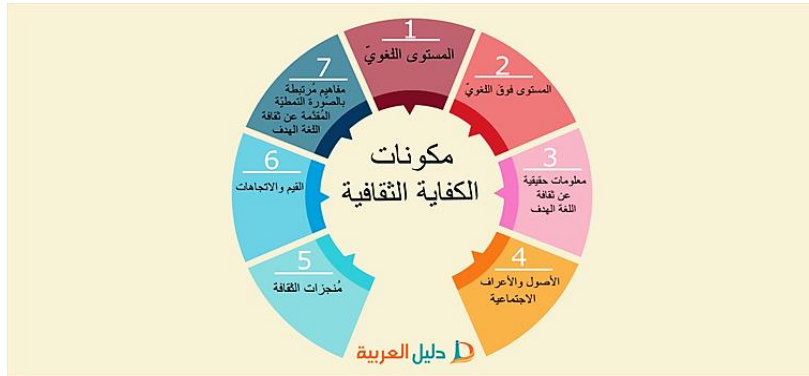 مكونات
الكفاية الثقافية
1
المستوى اللغويّ
2
المستوى فوق اللغويّ
3
معلومات حقيقية
عن ثقافة
اللغة الهدف
4
الأصول والأعراف
الاجتماعية
5
مُنجزات الثقافة
6
القيم والاتجاهات
7
مفاهيم مُرتبطة
بالصّورة النمطيّة
المُقدّمة عن ثقافة
اللغة الهدف
دليل العربية